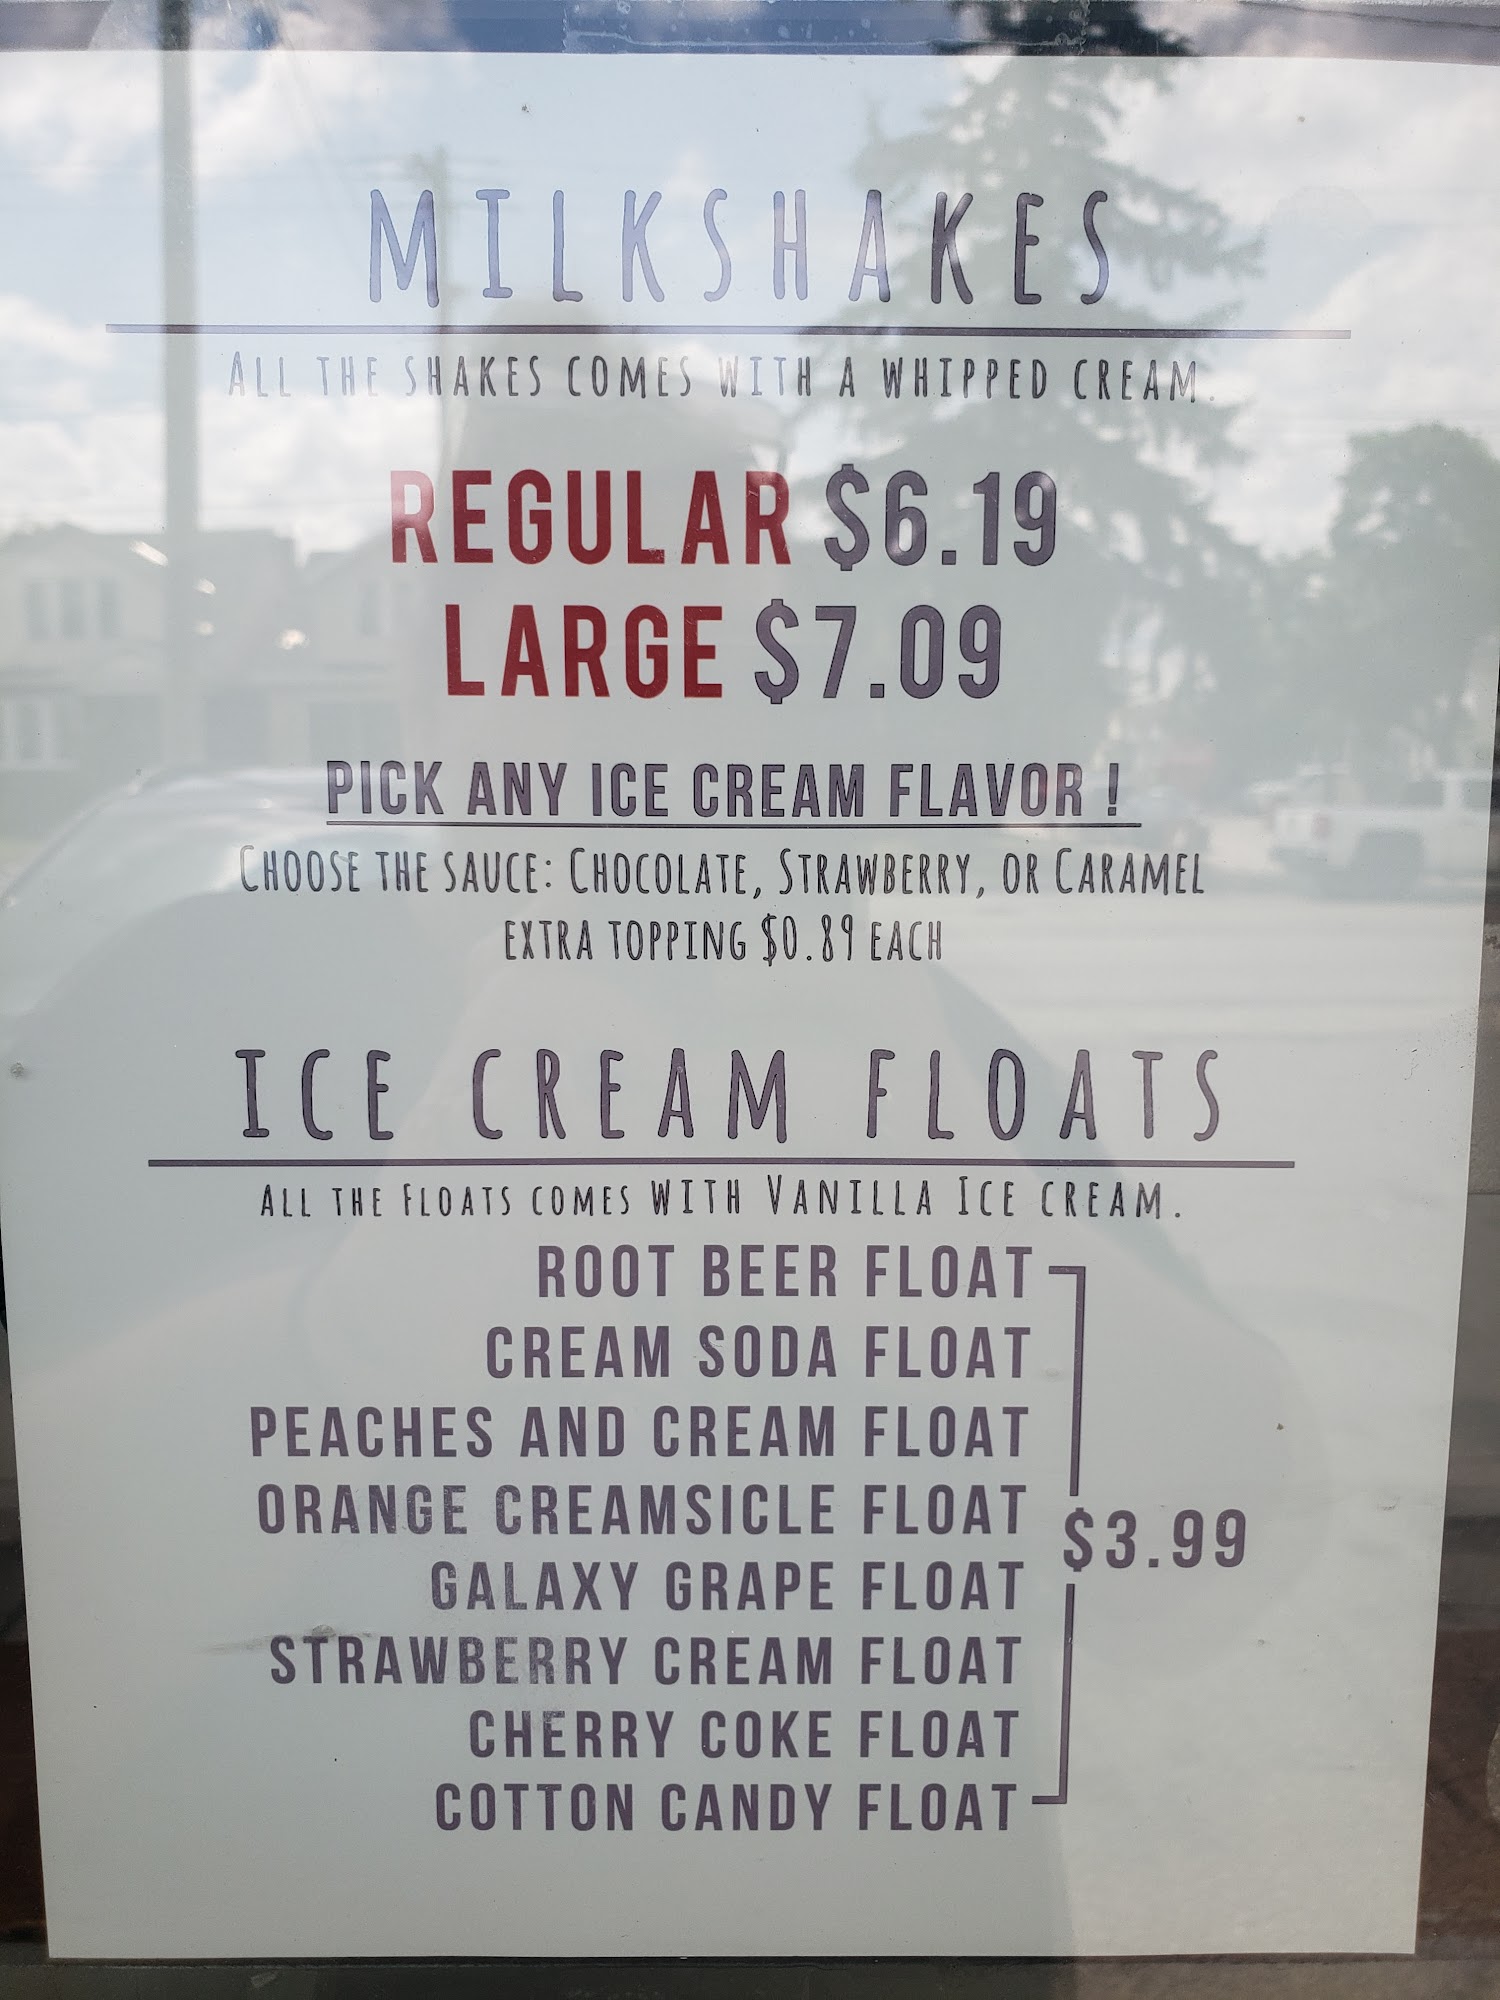 MILKSHAKES
ALL THE SHAKES COMES WITH A WHIPPED CREAM.
REGULAR $6.19
LARGE $7.09
PICK ANY ICE CREAM FLAVOR !
CHOOSE THE SAUCE: CHOCOLATE, STRAWBERRY, OR CARAMEL
EXTRA TOPPING $0.89 EACH
ICE CREAM FLOATS
ALL THE FLOATS COMES WITH VANILLA ICE CREAM.
ROOT BEER FLOAT
CREAM SODA FLOAT
PEACHES AND CREAM FLOAT
ORANGE CREAMSICLE FLOAT
$3.99
GALAXY GRAPE FLOAT
STRAWBERRY CREAM FLOAT
CHERRY COKE FLOAT
COTTON CANDY FLOAT